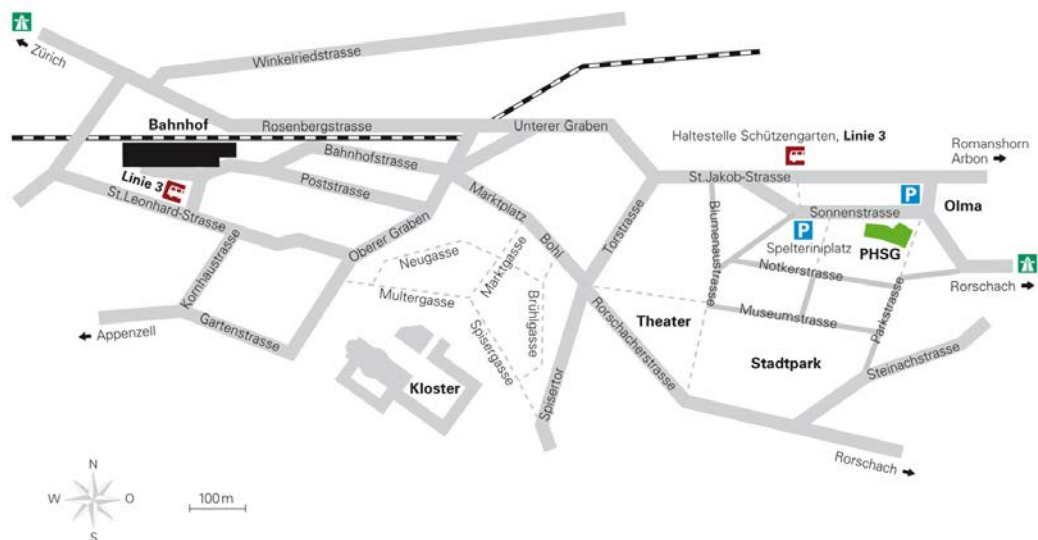 Zürich
Winkelriedstrasse
Bahnhof
Rosenbergstrasse
Unterer Graben
Haltestelle Schützengarten, Linie 3
Romanshorn
Arbon
Bahnhofstrasse
Linie 3
Poststrasse
St.Leonhard-Strasse
Marktplatz
St.Jakob-Strasse
P
Olma
Sonnenstrasse
Blumenaustrasse
Torstrasse
Bohl
Oberer Graben
P
Spelteriniplatz
PHSG
Neugasse
Marktgasse
Notkerstrasse
Rorschach
Kornhausstrasse
Multergasse
Brühlgasse
Museumstrasse
Parkstrasse
Appenzell
Gartenstrasse
Spisergasse
Theater
Rorschacherstrasse
Stadtpark
Steinachstrasse
Kloster
Spisertor
Rorschach
N
W O
S
100 m